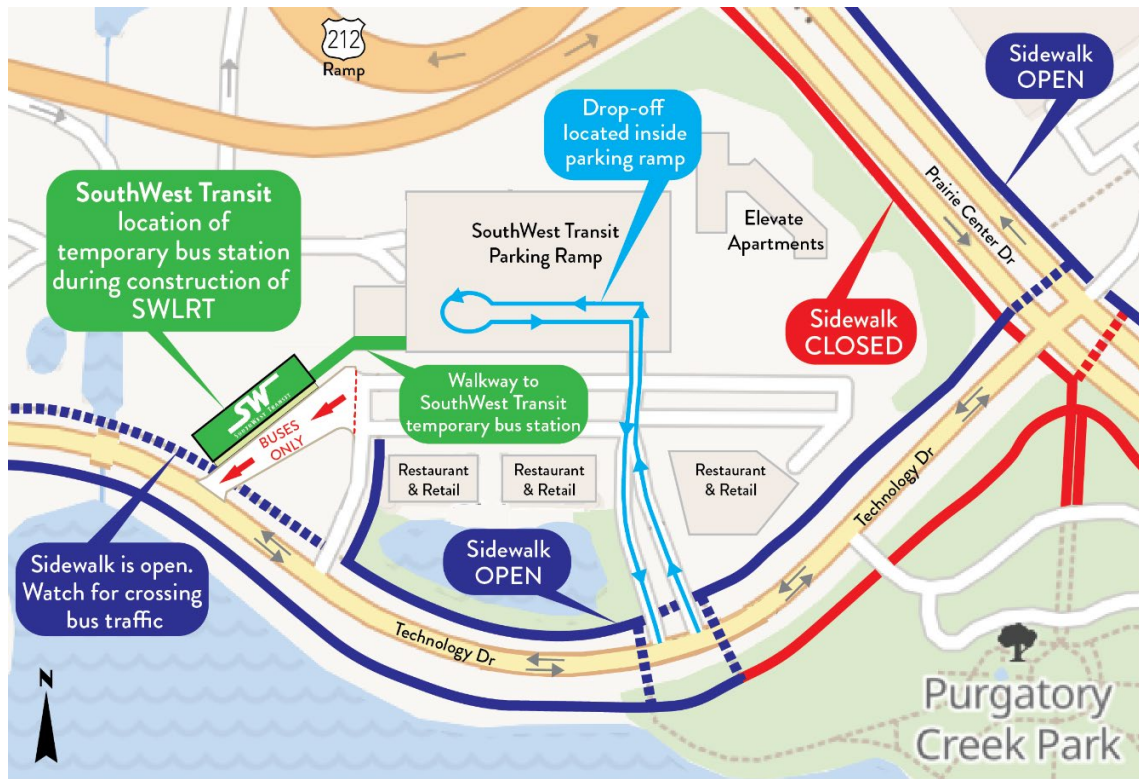 212
Ramp
Sidewalk
OPEN
Drop-off
located inside
parking ramp
Prairie Center Dr
SouthWest Transit
location of
temporary bus station
during construction of
SWLRT
SouthWest Transit
Parking Ramp
Elevate
Apartments
Sidewalk
CLOSED
Walkway to
SouthWest Transit
temporary bus station
SW
SOUTHWEST TRANSIT
BUSES
ONLY
Restaurant
& Retail
Restaurant
& Retail
Restaurant
& Retail
Technology Dr
Sidewalk is open.
Watch for crossing
bus traffic
Sidewalk
OPEN
Technology Dr
N
Purgatory
Creek Park